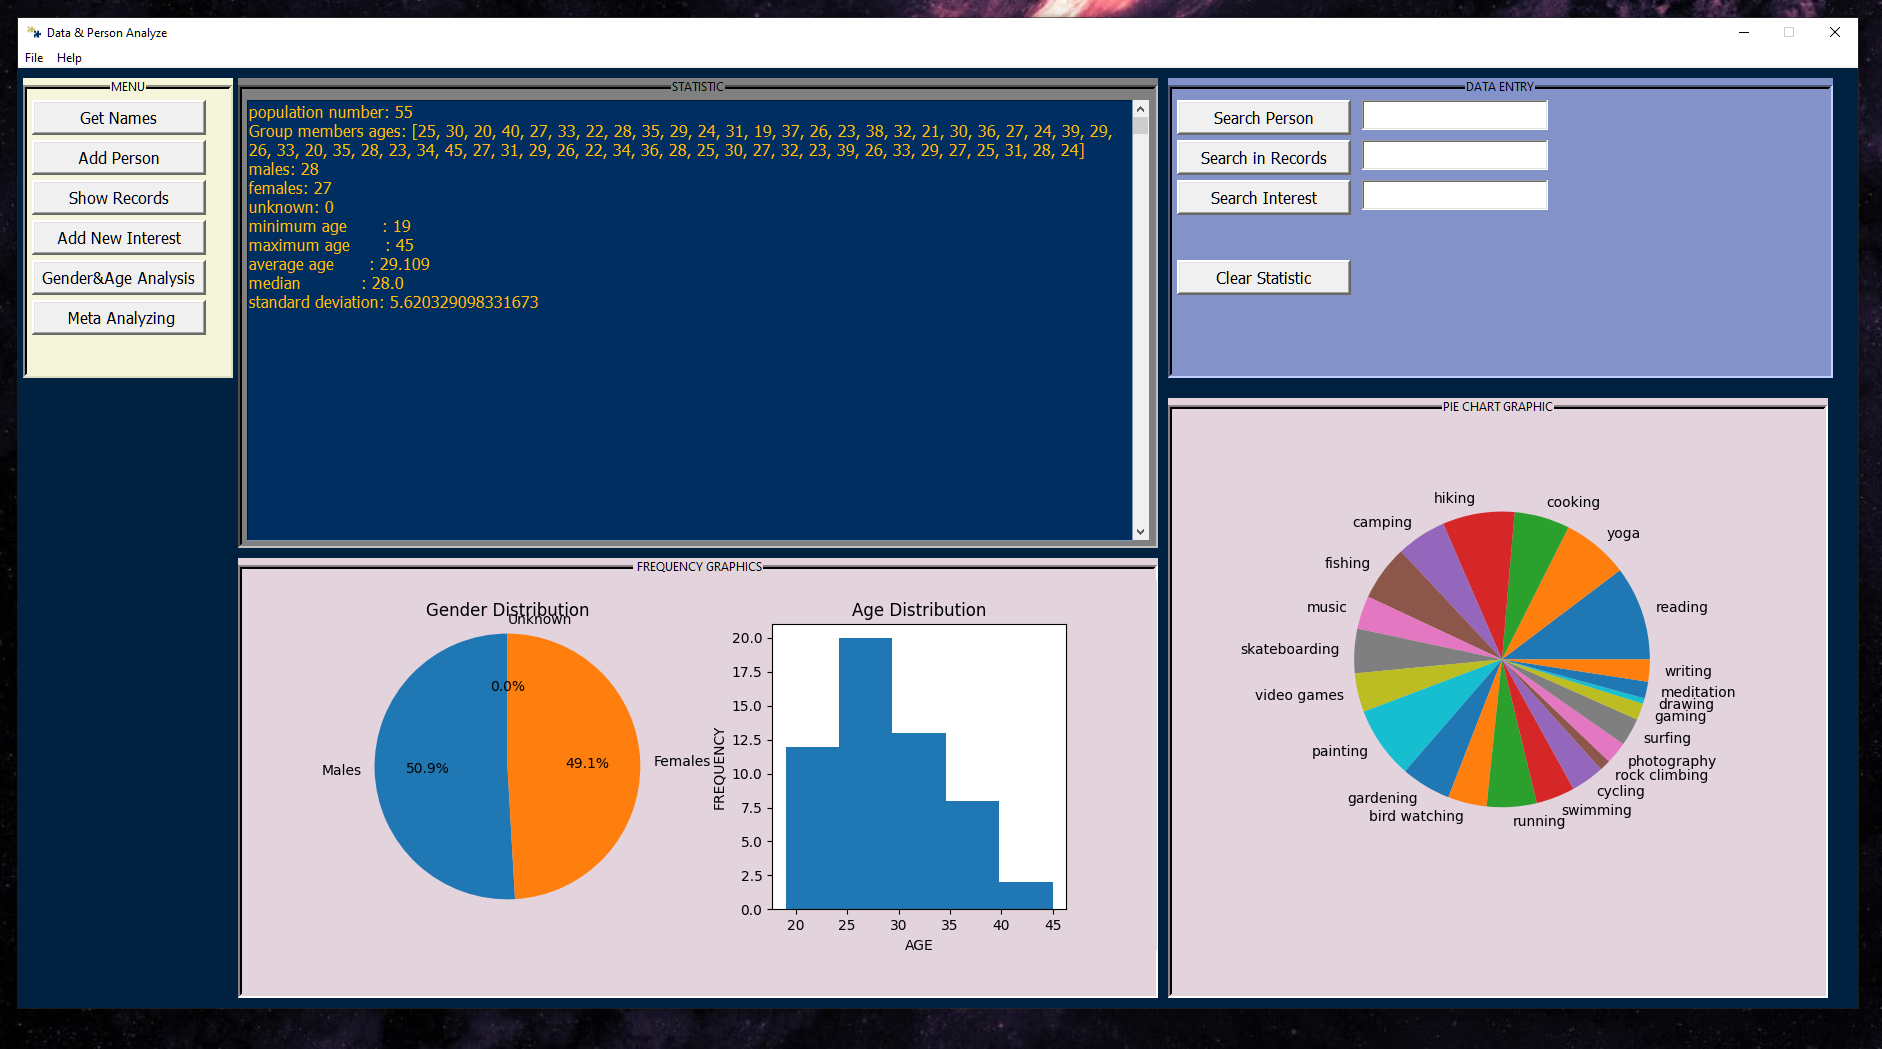 Data & Person Analyze
File Help
MENU
Get Names
Add Person
Show Records
Add New Interest
Gender&Age Analysis
Meta Analyzing
STATISTIC
population number: 55
Group members ages: [25, 30, 20, 40, 27, 33, 22, 28, 35, 29, 24, 31, 19, 37, 26, 23, 38, 32, 21, 30, 36, 27, 24, 39, 29,
26, 33, 20, 35, 28, 23, 34, 45, 27, 31, 29, 26, 22, 34, 36, 28, 25, 30, 27, 32, 23, 39, 26, 33, 29, 27, 25, 31, 28, 24]
males: 28
females: 27
unknown: 0
minimum age : 19
maximum age : 45
average age : 29.109
median : 28.0
standard deviation: 5.620329098331673
DATA ENTRY
Search Person
Search in Records
Search Interest
Clear Statistic
FREQUENCY GRAPHICS
Gender Distribution
Unknown
0.0%
Males
50.9%
49.1%
Females
Age Distribution
FREQUENCY
20.0
17.5
15.0
12.5
10.0
7.5
5.0
2.5
0.0
20 25 30 35 40 45
AGE
PIE CHART GRAPHIC
hiking
cooking
camping
yoga
fishing
music
reading
skateboarding
writing
video games
meditation
drawing
gaming
surfing
painting
photography
rock climbing
cycling
gardening
swimming
bird watching
running